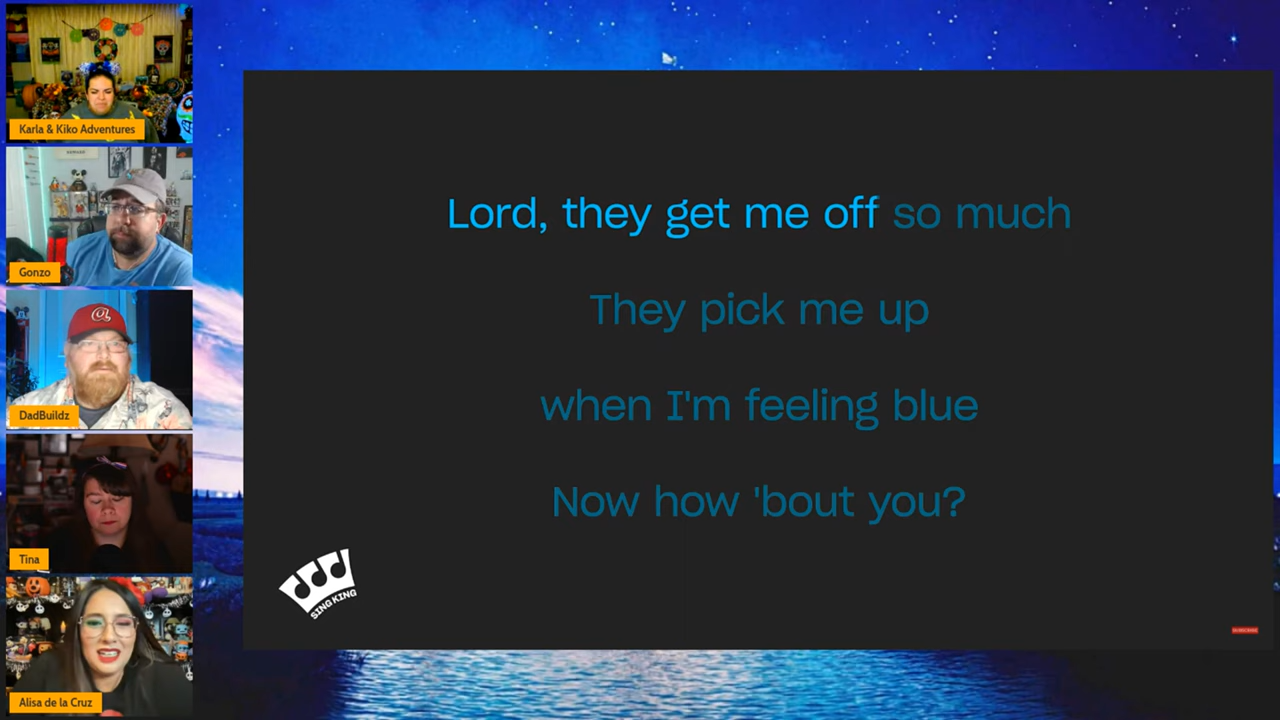 Karla & Kiko Adventures
Gonzo
DadBuildz
Tina
Alisa de la Cruz
Lord, they get me off so much
They pick me up
when I'm feeling blue
Now how 'bout you?
SING KING
SUBSCRIBE